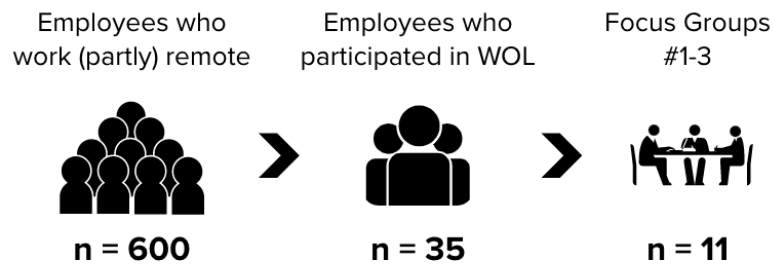 Employees who
work (partly) remote
n = 600
Employees who
participated in WOL
n = 35
Focus Groups
#1-3
n = 11